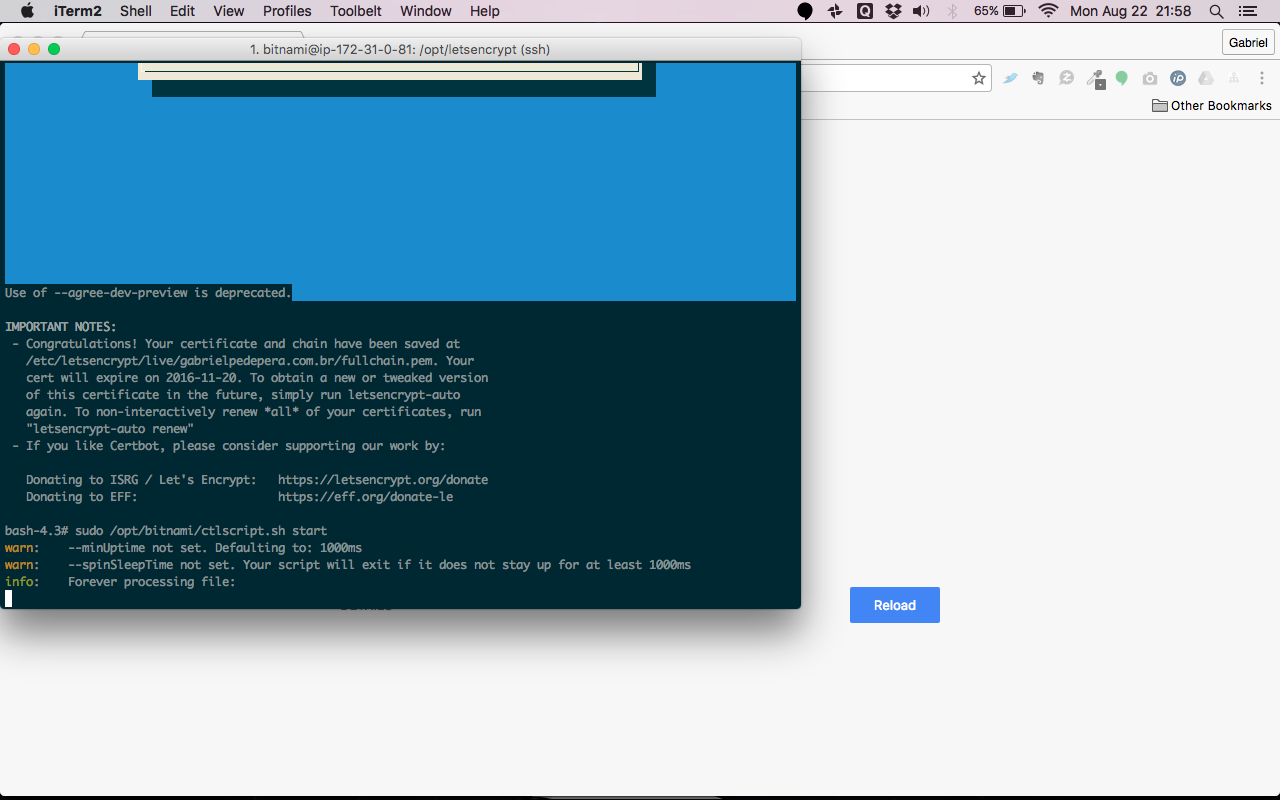 iTerm2 Shell Edit View Profiles Toolbelt Window Help 65% Mon Aug 22 21:58
Gabriel
1. bitnami@ip-172-31-0-81: /opt/letsencrypt (ssh)
Other Bookmarks
Use of --agree-dev-preview is deprecated.
IMPORTANT NOTES:
- Congratulations! Your certificate and chain have been saved at
/etc/letsencrypt/live/gabrielpedepera.com.br/fullchain.pem. Your
cert will expire on 2016-11-20. To obtain a new or tweaked version
of this certificate in the future, simply run letsencrypt-auto
again. To non-interactively renew *all* of your certificates, run
"letsencrypt-auto renew"
- If you like Certbot, please consider supporting our work by:
Donating to ISRG / Let's Encrypt: https://letsencrypt.org/donate
Donating to EFF: https://eff.org/donate-le
bash-4.3# sudo /opt/bitnami/ctlscript.sh start
warn: --minUptime not set. Defaulting to: 1000ms
warn: --spinSleepTime not set. Your script will exit if it does not stay up for at least 1000ms
info: Forever processing file:
Reload